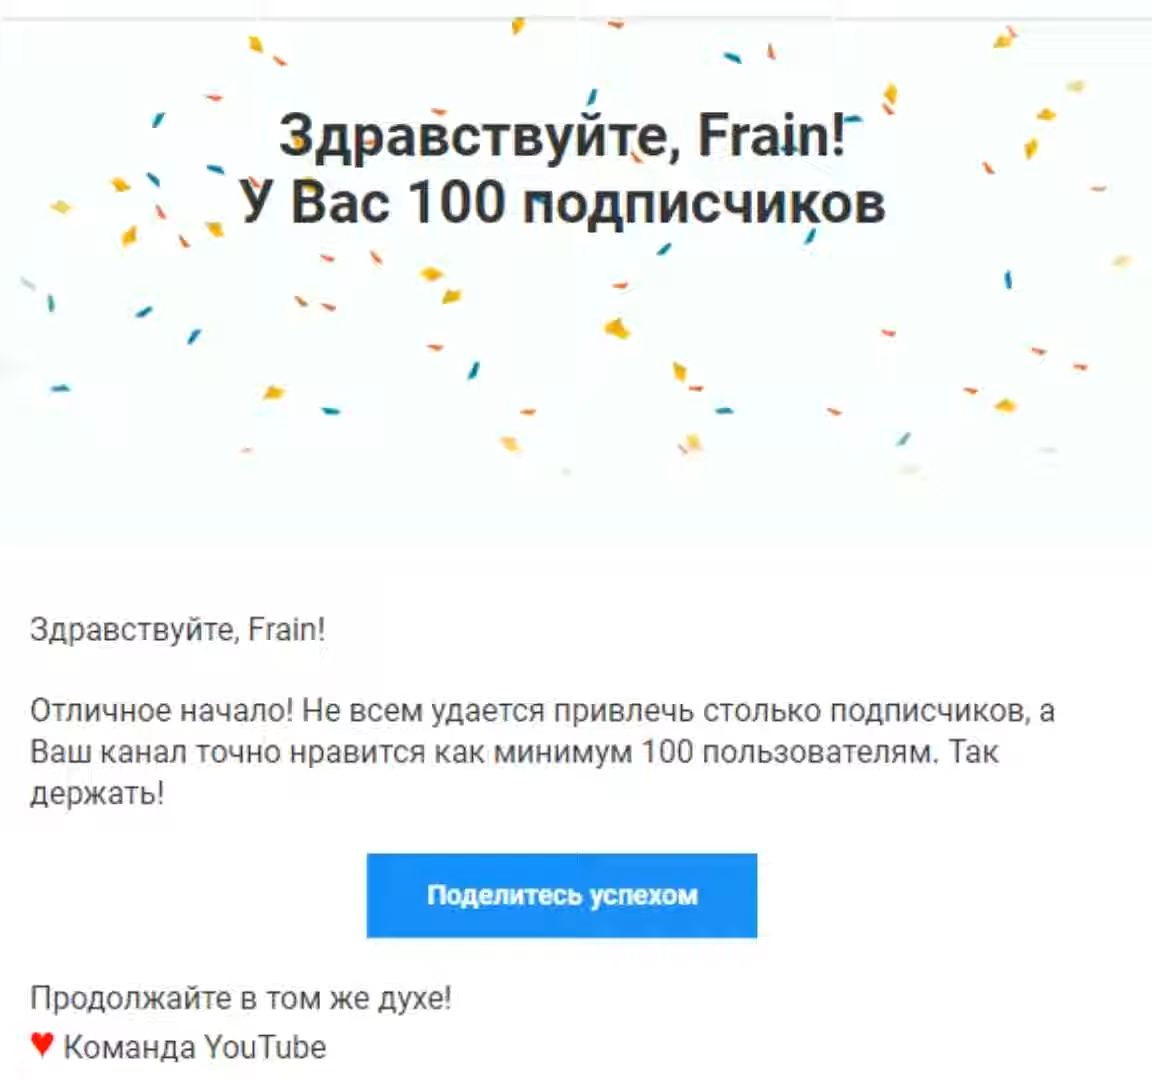 Здравствуйте, Frain!
У Вас 100 подписчиков
Здравствуйте, Frain!
Отличное начало! Не всем удается привлечь столько подписчиков, а
Ваш канал точно нравится как минимум 100 пользователям. Так
держать!
Поделитесь успехом
Продолжайте в том же духе!
♥ Команда YouTube